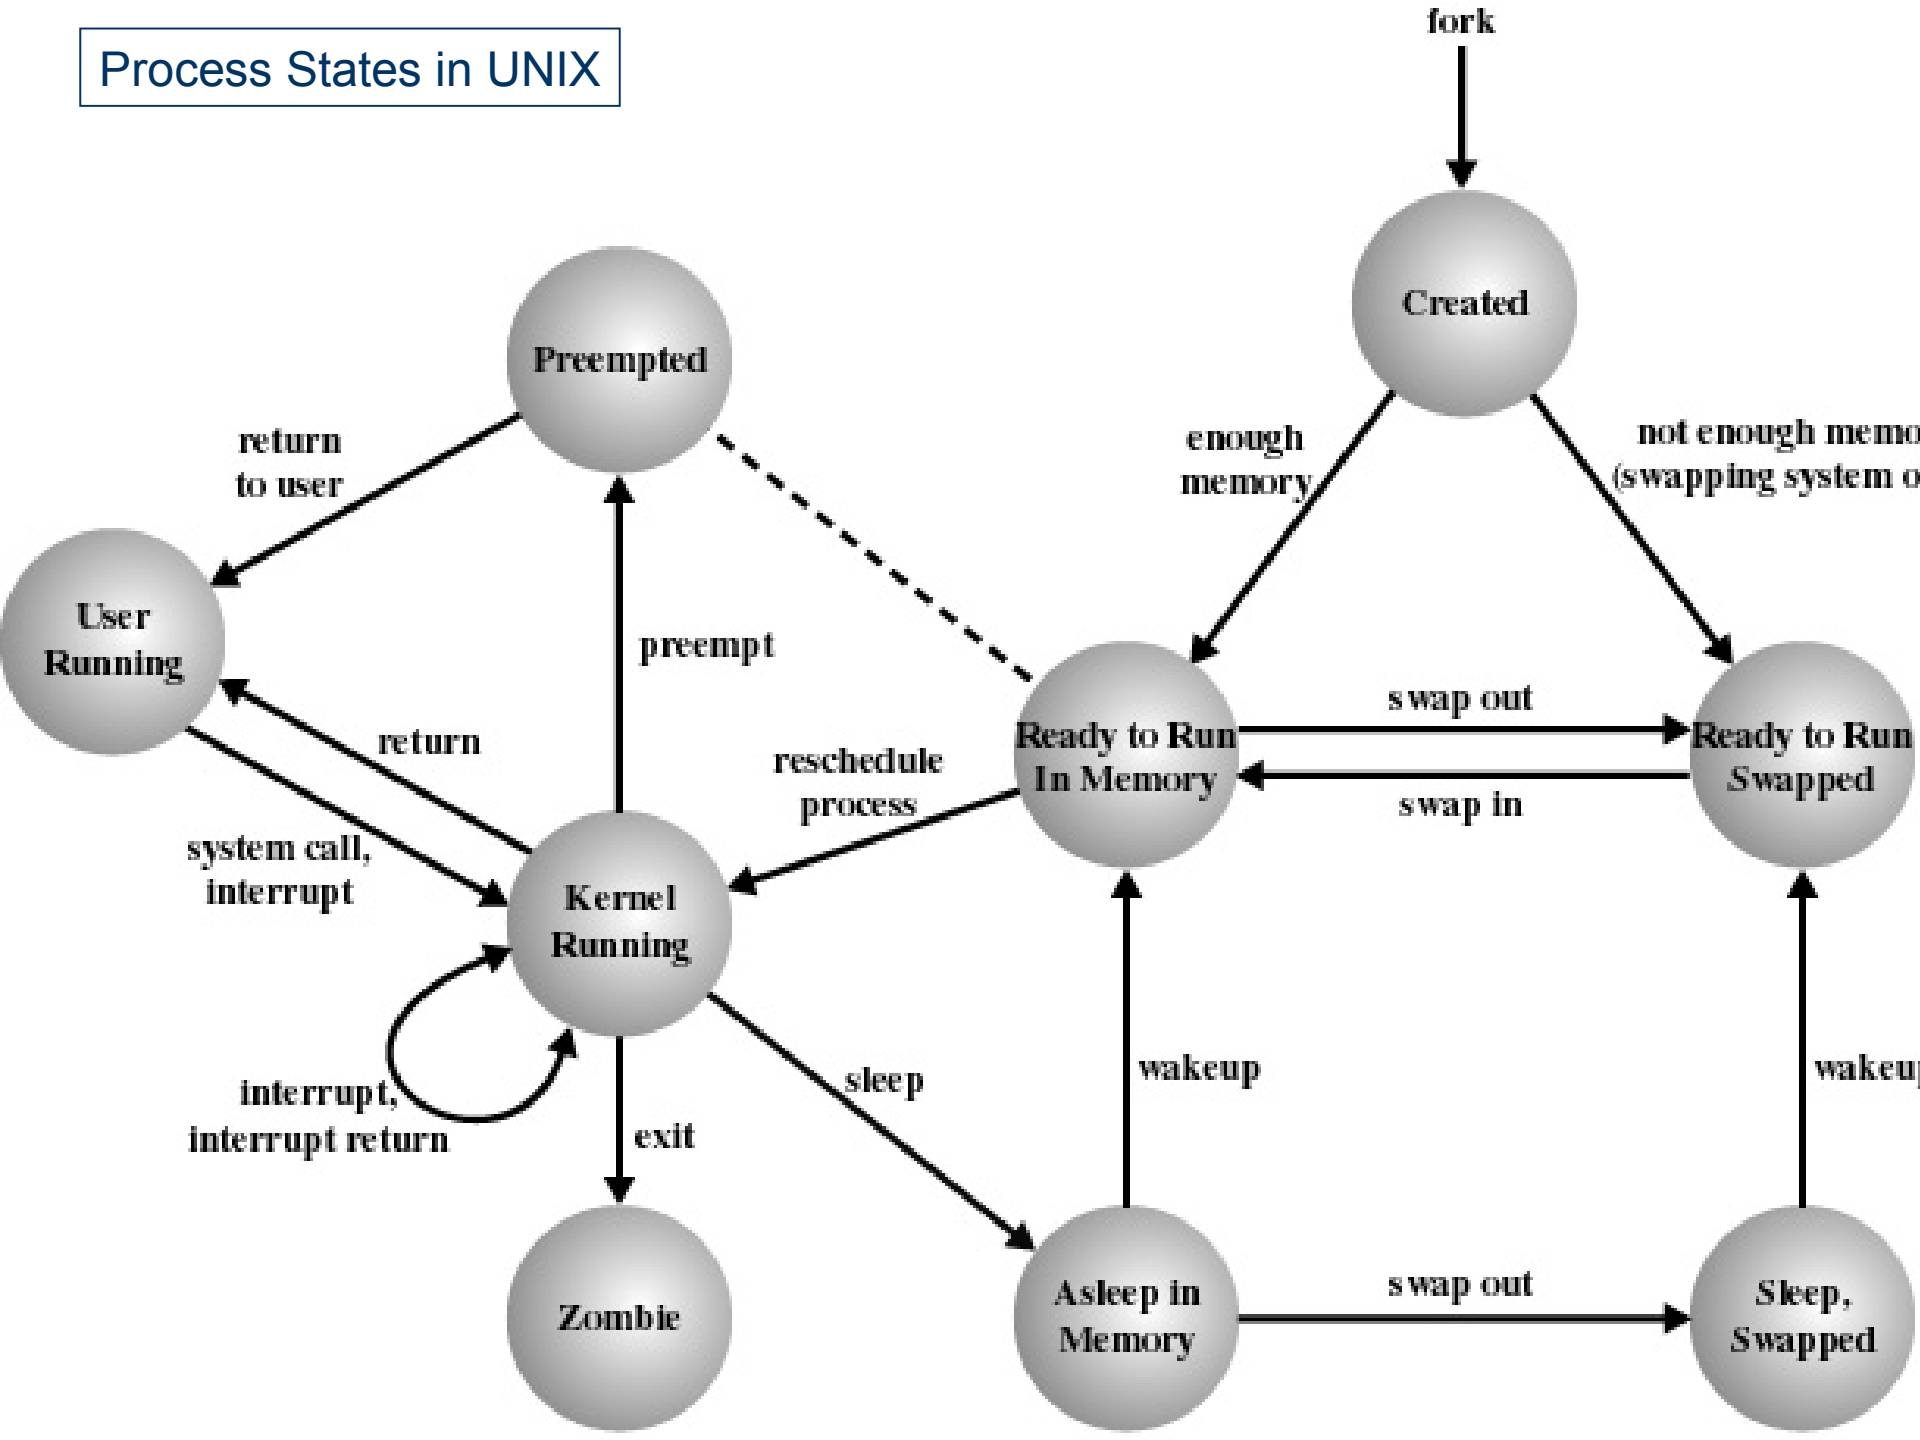 Process States in UNIX
fork
Created
Preempted
return
to user
enough
memory
not enough
(swapping system
User
Running
preempt
return
reschedule
process
Ready to Run
In Memory
swap out
swap in
Ready to Run
Swapped
system call,
interrupt
Kernel
Running
interrupt,
interrupt return
sleep
exit
wakeup
Zombie
Asleep in
Memory
swap out
Sleep,
Swapped